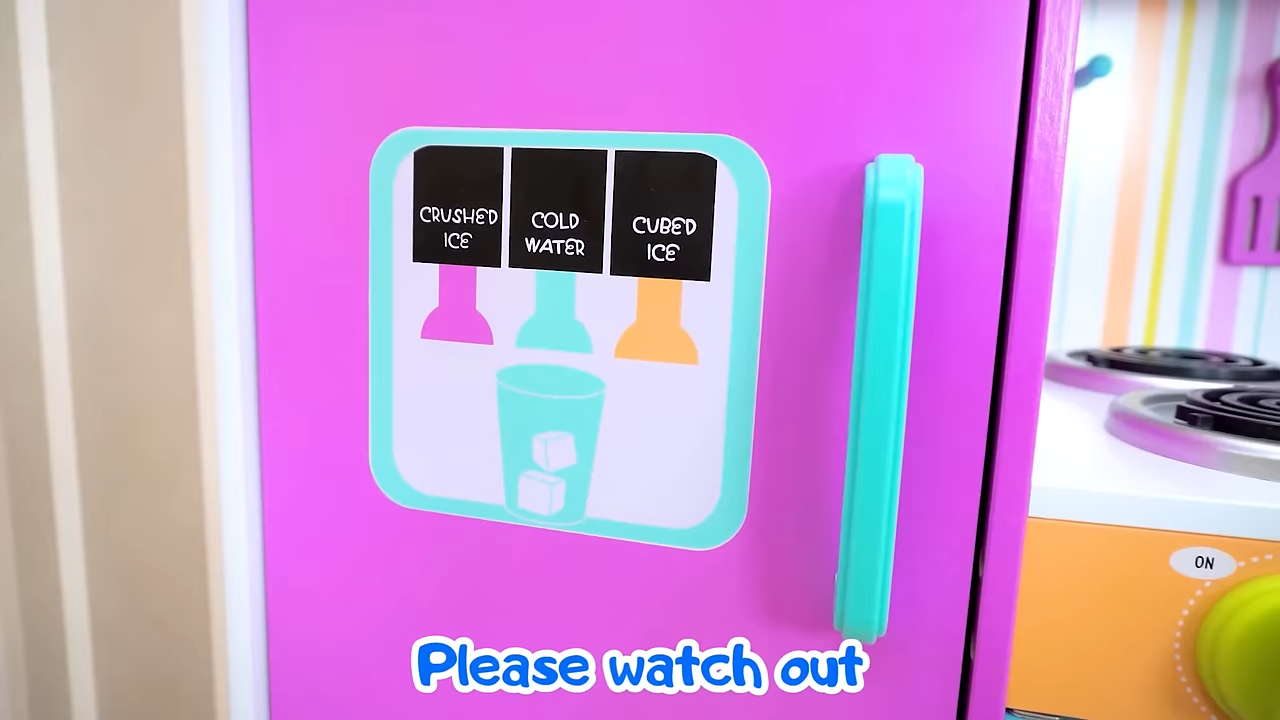 CRUSHED
ICE
COLD
WATER
CUBED
ICE
ON
Please watch out